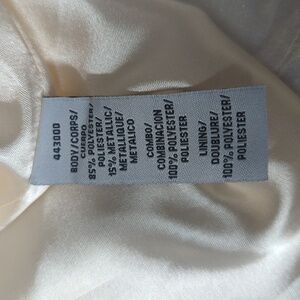 443000
BODY/CORPS/
CUERPO
85% POLYESTER/
POLIESTER
15% METALLIC/
METALLIQUE/
METALICO
COMBO/
COMBINACION
100% POLYESTER/
POLIESTER
LINING/
DOUBLURE/
100% POLYESTER/
POLIESTER